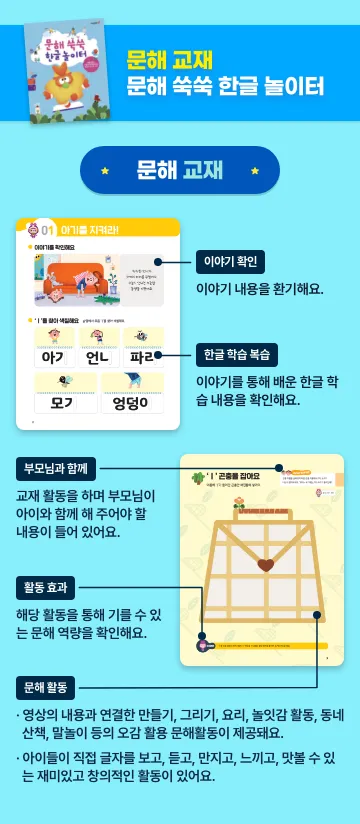 문해 쑥쑥
한글 놀이터
문해 교재
문해 쑥쑥 한글 놀이터
문해 교재
01 아기를 지켜라!
이야기를 확인해요
이야기 확인
이야기 내용을 환기해요.
'ㅣ'를 찾아 색칠해요
아기
언니
파리
모기
엉덩이
한글 학습 복습
이야기를 통해 배운 한글 학
습 내용을 확인해요.
부모님과 함께
교재 활동을 하며 부모님이
아이와 함께 해 주어야 할
내용이 들어 있어요.
'ㅣ' 곤충을 잡아요
활동 효과
해당 활동을 통해 기를 수 있
는 문해 역량을 확인해요.
문해 활동
· 영상의 내용과 연결한 만들기, 그리기, 요리, 놀잇감 활동, 동네
산책, 말놀이 등의 오감 활용 문해활동이 제공돼요.
· 아이들이 직접 글자를 보고, 듣고, 만지고, 느끼고, 맛볼 수 있
는 재미있고 창의적인 활동이 있어요.